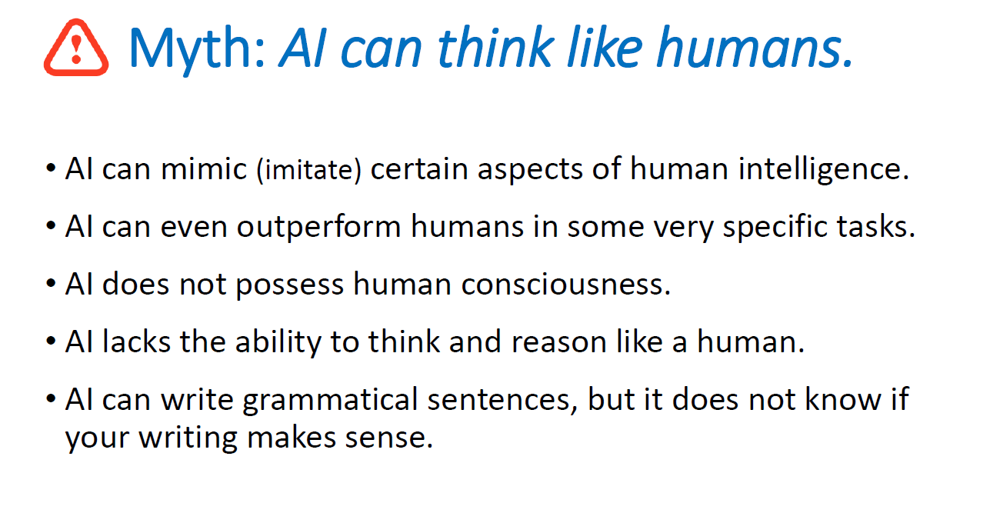 Myth: AI can think like humans.
• AI can mimic (imitate) certain aspects of human intelligence.
• AI can even outperform humans in some very specific tasks.
• AI does not possess human consciousness.
• AI lacks the ability to think and reason like a human.
• AI can write grammatical sentences, but it does not know if
your writing makes sense.